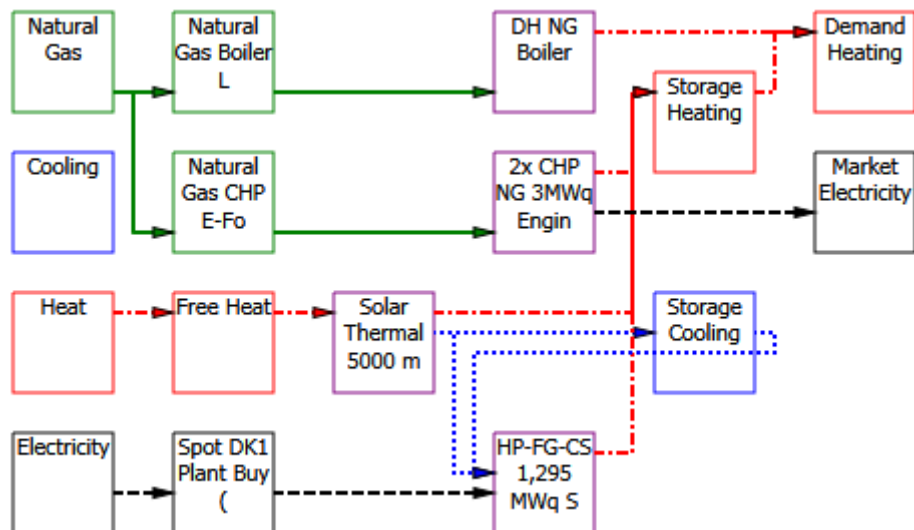 Natural
Gas
Natural
Gas Boiler
L
DH NG
Boiler
Demand
Heating
Storage
Heating
Cooling
Natural
Gas CHP
E-Fo
2x CHP
NG 3MWq
Engin
Market
Electricity
Heat
Free Heat
Solar
Thermal
5000 m
Storage
Cooling
Electricity
Spot DK1
Plant Buy
(
HP-FG-CS
1,295
MWq S